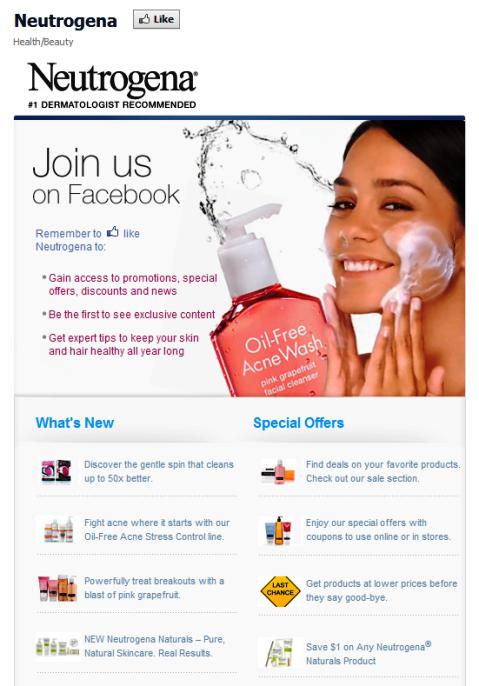 Neutrogena
Like
Health/Beauty
Neutrogena®
#1 DERMATOLOGIST RECOMMENDED
Join us
on Facebook
Remember to like
Neutrogena to:
• Gain access to promotions, special
offers, discounts and news
• Be the first to see exclusive content
• Get expert tips to keep your skin
and hair healthy all year long
Oil-Free
Acne Wash
pink grapefruit
facial cleanser
What's New
Discover the gentle spin that cleans
up to 50x better.
Fight acne where it starts with our
Oil-Free Acne Stress Control line.
Powerfully treat breakouts with a
blast of pink grapefruit.
NEW Neutrogena Naturals – Pure,
Natural Skincare. Real Results.
Special Offers
Find deals on your favorite products.
Check out our sale section.
Enjoy our special offers with
coupons to use online or in stores.
LAST
CHANCE
Get products at lower prices before
they say good-bye.
Save $1 on Any Neutrogena®
Naturals Product